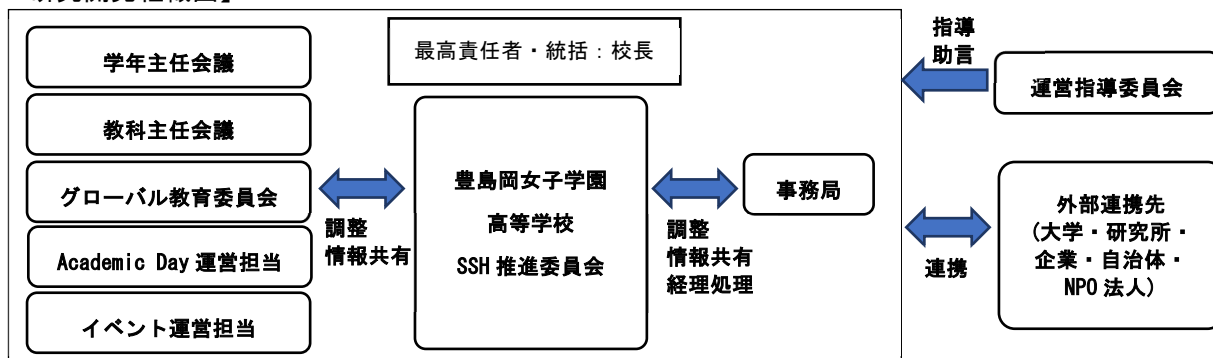 研究開発組織図】
最高責任者・統括：校長
学年主任会議
教科主任会議
グローバル教育委員会
Academic Day 運営担当
イベント運営担当
調整
情報共有
豊島岡女子学園
高等学校
SSH 推進委員会
調整
情報共有
経理処理
事務局
指導
助言
運営指導委員会
連携
外部連携先
(大学・研究所・
企業・自治体・
NPO 法人)